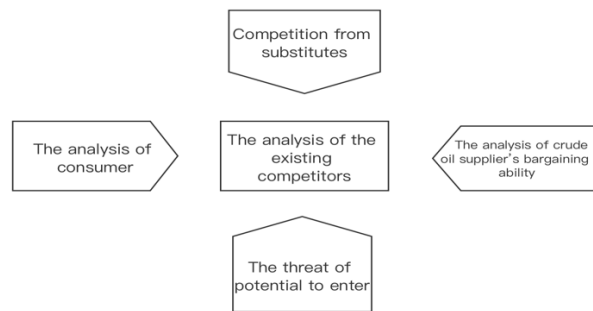 Competition from
substitutes
The analysis of
consumer
The analysis of the
existing
competitors
The analysis of crude
oil supplier's bargaining
ability
The threat of
potential to enter